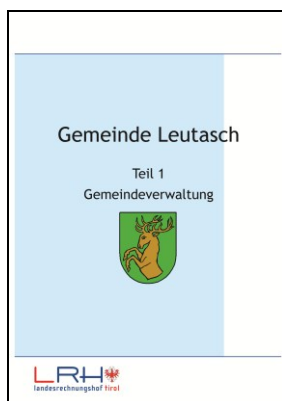 Gemeinde Leutasch
Teil 1
Gemeindeverwaltung
LRH
landesrechnungshof tirol